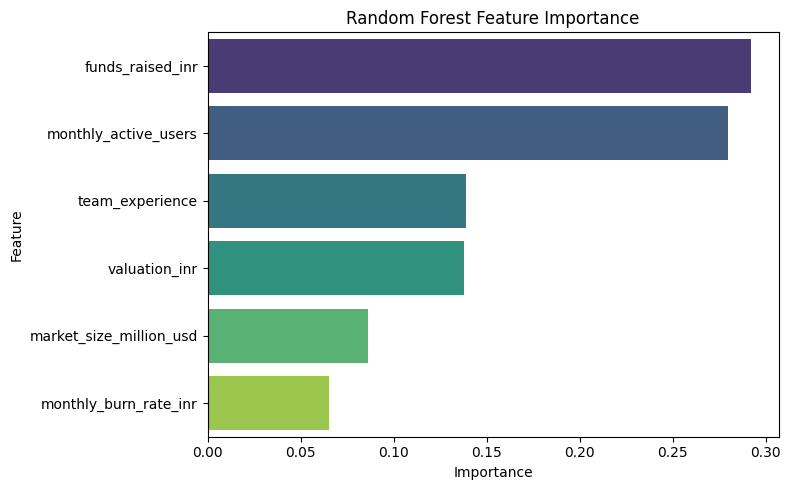 Random Forest Feature Importance
funds_raised_inr
monthly_active_users
team_experience
valuation_inr
market_size_million_usd
monthly_burn_rate_inr
Feature
0.00 0.05 0.10 0.15 0.20 0.25 0.30
Importance